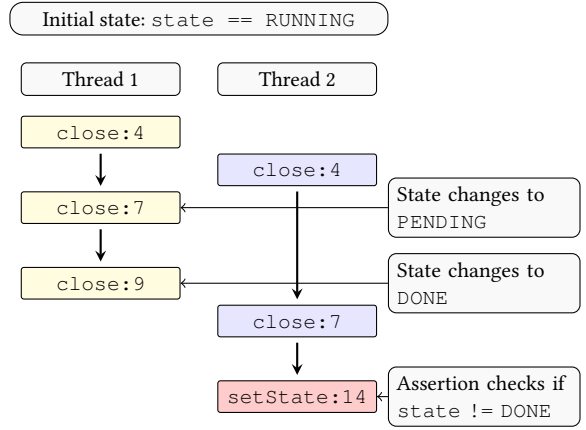 Initial state: state == RUNNING
Thread 1
Thread 2
close:4
close:4
close:7
State changes to
PENDING
close:9
State changes to
DONE
close:7
setState:14
Assertion checks if
state != DONE